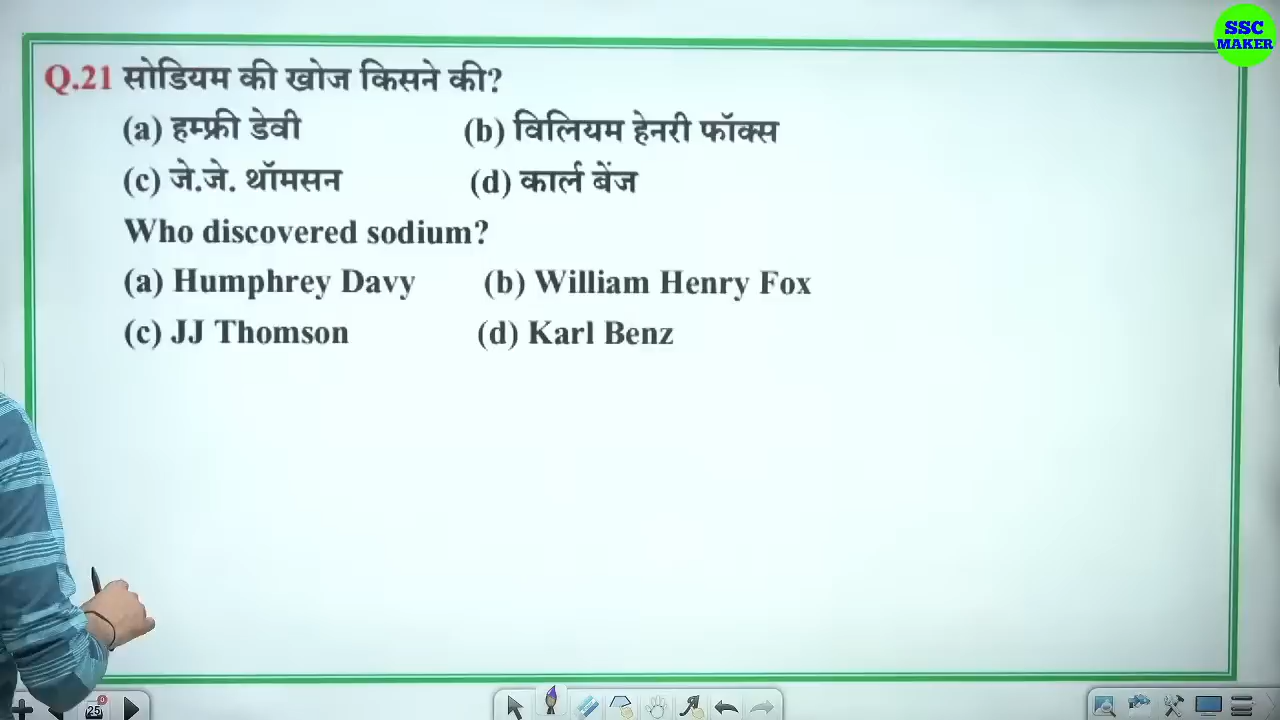 SSC
MAKER
Q.21 सोडियम की खोज किसने की?
(a) हम्फ्री डेवी (b) विलियम हेनरी फॉक्स
(c) जे.जे. थॉमसन (d) कार्ल बेंज
Who discovered sodium?
(a) Humphrey Davy (b) William Henry Fox
(c) JJ Thomson (d) Karl Benz
25
0